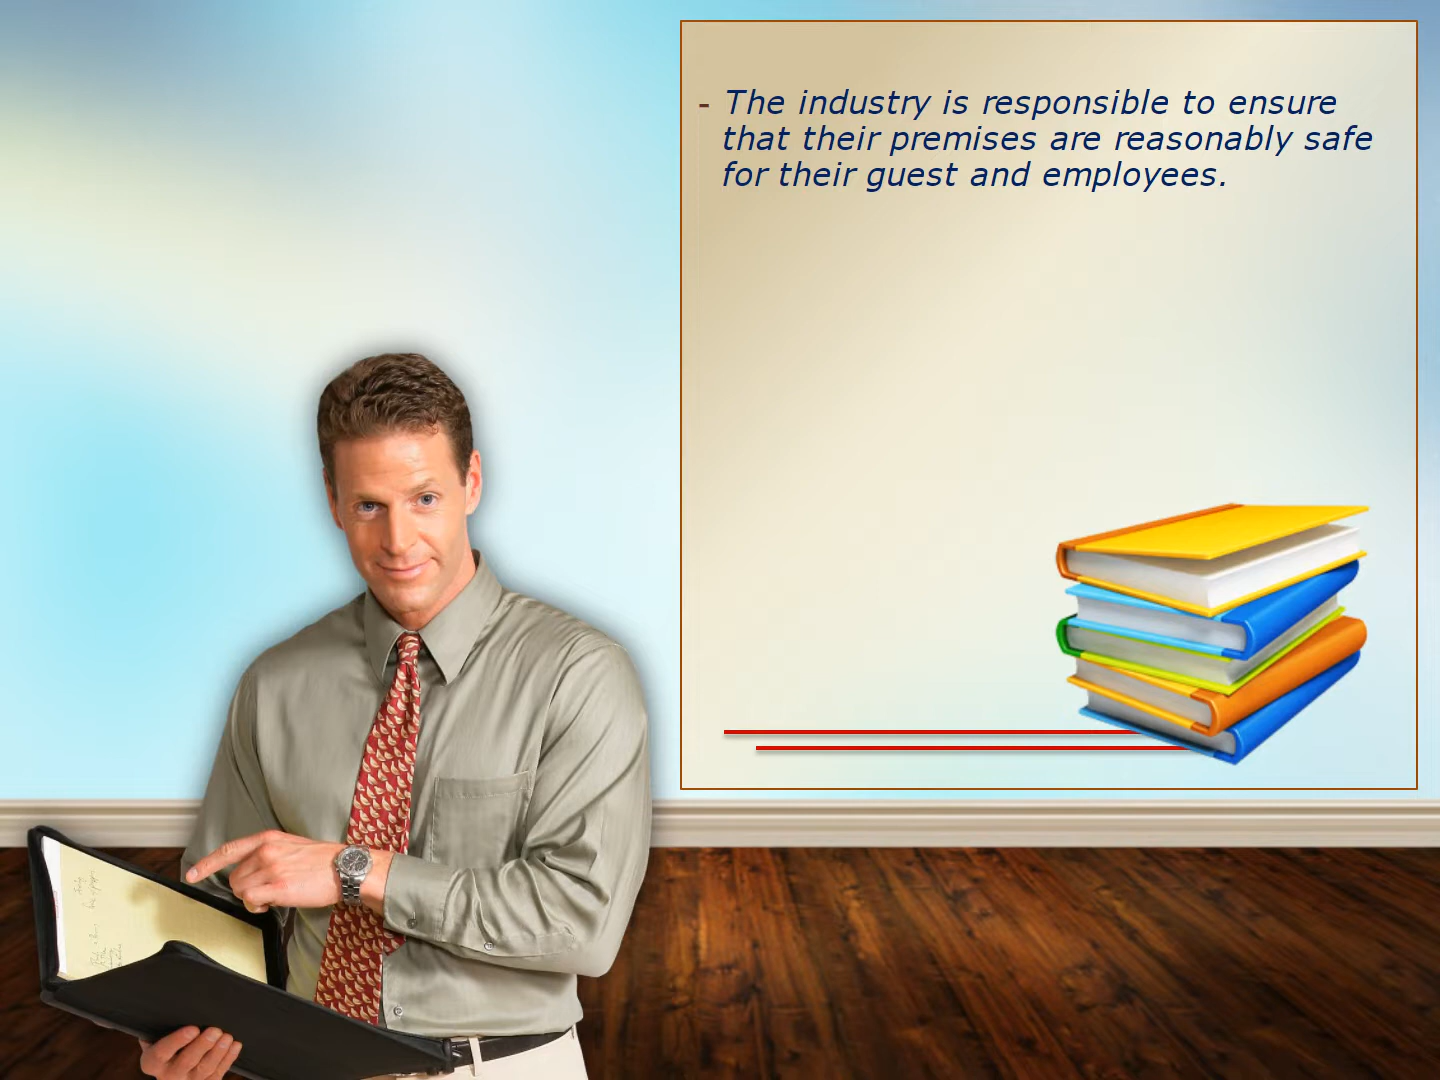 - The industry is responsible to ensure
that their premises are reasonably safe
for their guest and employees.